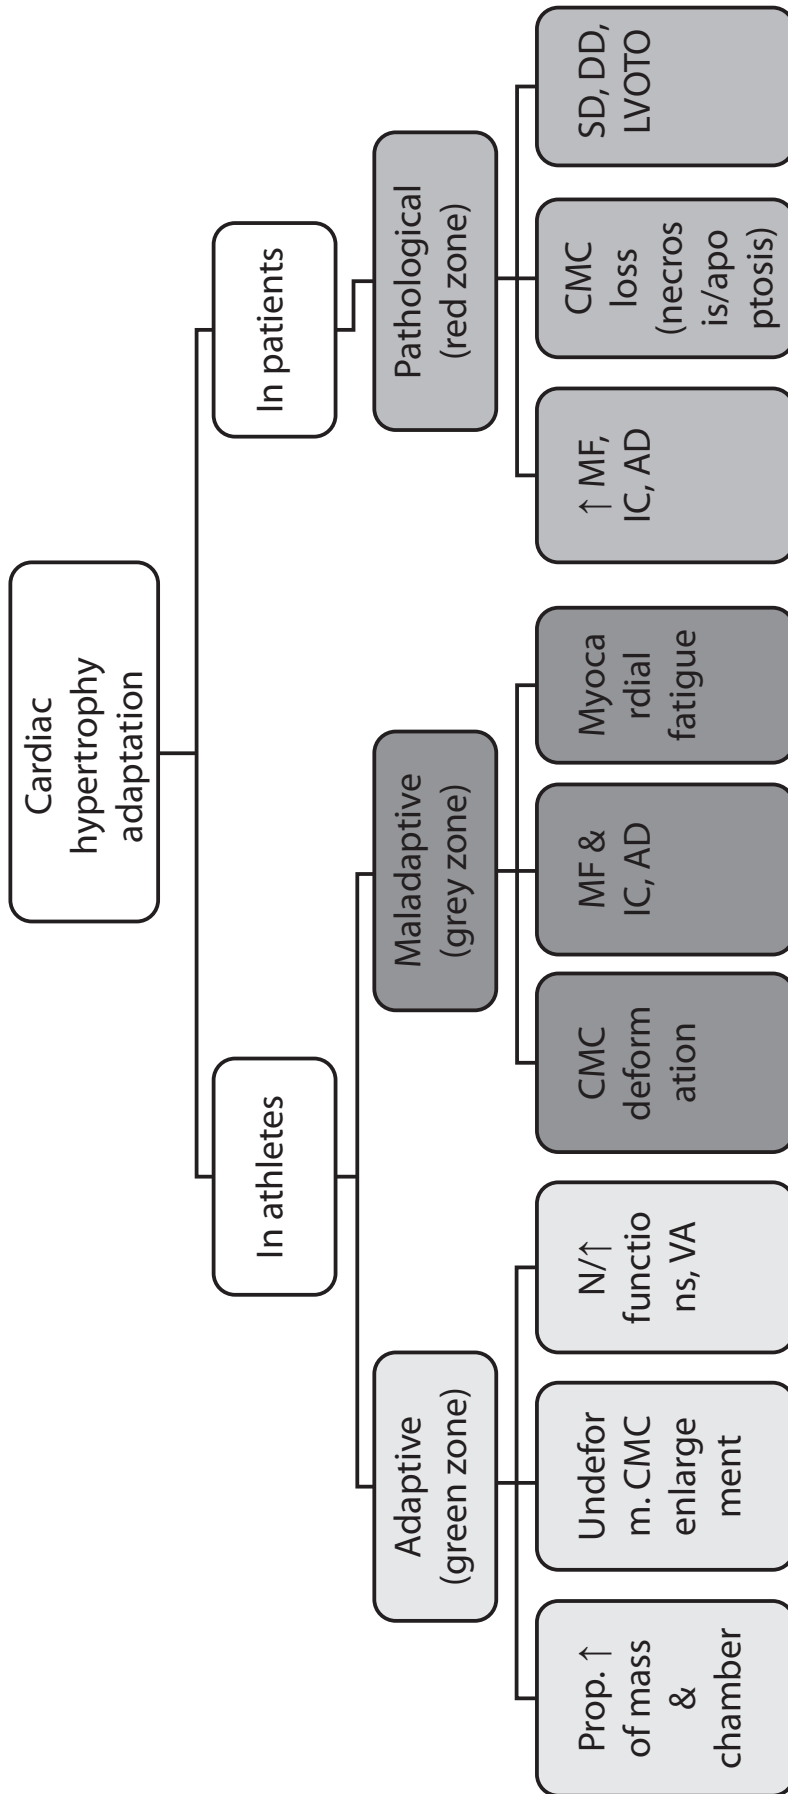 Cardiac
hypertrophy
adaptation
In athletes
In patients
Adaptive
(green zone)
Maladaptive
(grey zone)
Pathological
(red zone)
Prop. ↑
of mass
&
chamber
Undefor
m. CMC
enlarge
ment
N/↑
functio
ns, VA
CMC
deform
ation
MF &
IC, AD
Myoca
rdial
fatigue
↑ MF,
IC, AD
CMC
loss
(necros
is/apo
ptosis)
SD, DD,
LVOTO